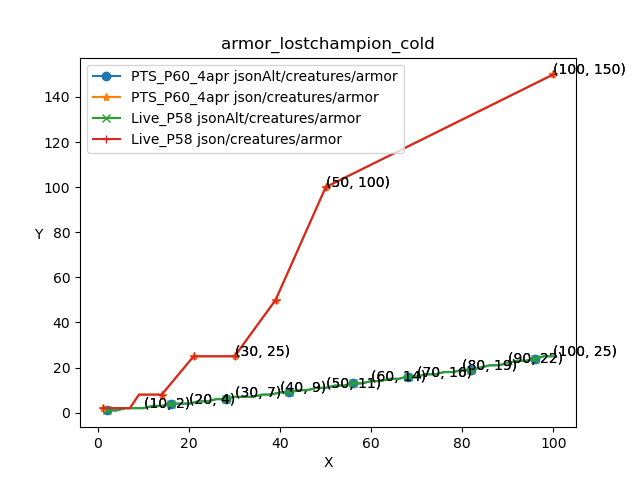 armor_lostchampion_cold
PTS_P60_4apr jsonAlt/creatures/armor
PTS_P60_4apr json/creatures/armor
Live_P58 jsonAlt/creatures/armor
Live_P58 json/creatures/armor
(100, 150)
(50, 100)
(30, 25)
(10, 2)
(20, 4)
(30, 7)
(40, 9)
(50, 11)
(60, 14)
(70, 16)
(80, 19)
(90, 22)
(100, 25)
Y
140
120
100
80
60
40
20
0
0 20 40 60 80 100
X